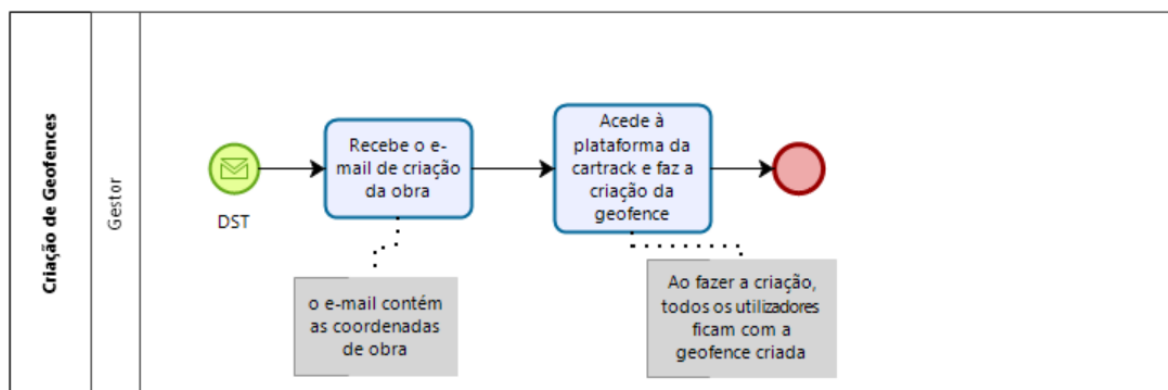 Criação de Geofences
Gestor
DST
Recebe o e-
mail de criação
da obra
Acede à
plataforma da
cartrack e faz a
criação da
geofence
o e-mail contém
as coordenadas
de obra
Ao fazer a criação,
todos os utilizadores
ficam com a
geofence criada